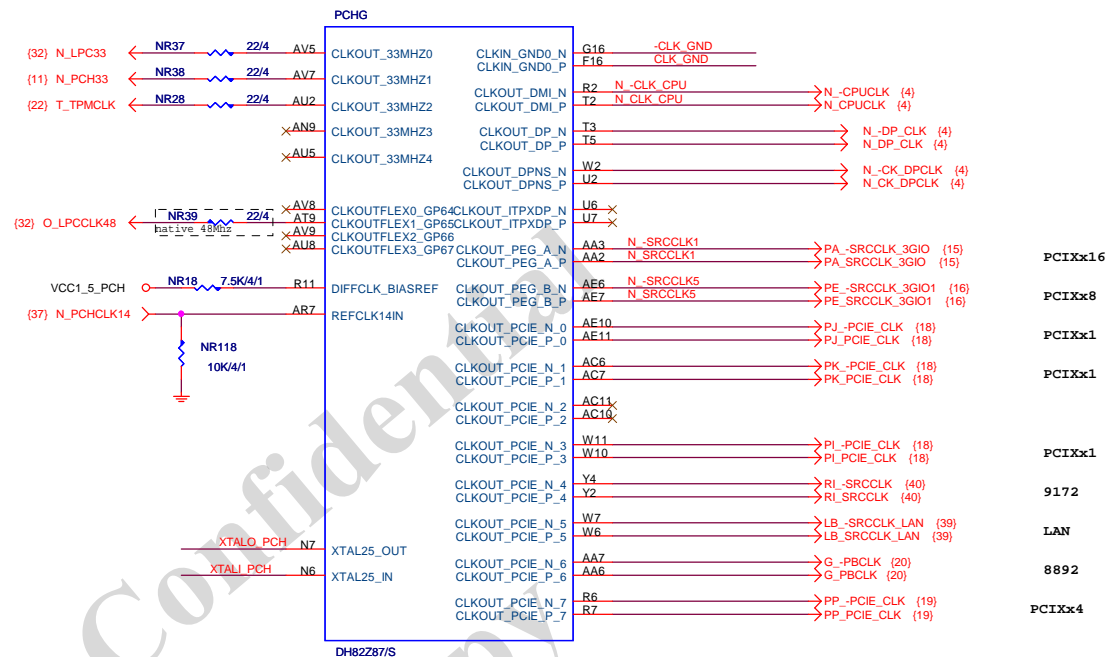 PCHG
{32} N_LPC33 NR37 22/4 AV5 CLKOUT_33MHZ0
{11} N_PCH33 NR38 22/4 AV7 CLKOUT_33MHZ1
{22} T_TPMCLK NR28 22/4 AU2 CLKOUT_33MHZ2
AN9 CLKOUT_33MHZ3
AU5 CLKOUT_33MHZ4
AV8 CLKOUTFLEX0_GP64
{32} O_LPCCLK48 NR39 22/4 AT9 CLKOUTFLEX1_GP65
native 48Mhz
AV9 CLKOUTFLEX2_GP66
AU8 CLKOUTFLEX3_GP67
VCC1_5_PCH NR18 7.5K/4/1 R11 DIFFCLK_BIASREF
{37} N_PCHCLK14 AR7 REFCLK14IN
NR118
10K/4/1
XTALO_PCH N7 XTAL25_OUT
XTALI_PCH N6 XTAL25_IN
CLKIN_GND0_N G16 -CLK_GND
CLKIN_GND0_P F16 CLK_GND
CLKOUT_DMI_N R2 N_-CLK_CPU N_-CPUCLK {4}
CLKOUT_DMI_P T2 N_CLK_CPU N_CPUCLK {4}
CLKOUT_DP_N T3 N_-DP_CLK {4}
CLKOUT_DP_P T5 N_DP_CLK {4}
CLKOUT_DPNS_N W2 N_-CK_DPCLK {4}
CLKOUT_DPNS_P U2 N_CK_DPCLK {4}
CLKOUT_ITPXDP_N U6
CLKOUT_ITPXDP_P U7
CLKOUT_PEG_A_N AA3 N_-SRCCLK1 PA_-SRCCLK_3GIO {15}
CLKOUT_PEG_A_P AA2 N_SRCCLK1 PA_SRCCLK_3GIO {15}
PCIXx16
CLKOUT_PEG_B_N AE6 N_-SRCCLK5 PE_-SRCCLK_3GIO1 {16}
CLKOUT_PEG_B_P AE7 N_SRCCLK5 PE_SRCCLK_3GIO1 {16}
PCIXx8
CLKOUT_PCIE_N_0 AE10 PJ_-PCIE_CLK {18}
CLKOUT_PCIE_P_0 AE11 PJ_PCIE_CLK {18}
PCIXx1
CLKOUT_PCIE_N_1 AC6 PK_-PCIE_CLK {18}
CLKOUT_PCIE_P_1 AC7 PK_PCIE_CLK {18}
PCIXx1
CLKOUT_PCIE_N_2 AC11
CLKOUT_PCIE_P_2 AC10
CLKOUT_PCIE_N_3 W11 PI_-PCIE_CLK {18}
CLKOUT_PCIE_P_3 W10 PI_PCIE_CLK {18}
PCIXx1
CLKOUT_PCIE_N_4 Y4 RI_-SRCCLK {40}
CLKOUT_PCIE_P_4 Y2 RI_SRCCLK {40}
9172
CLKOUT_PCIE_N_5 W7 LB_-SRCCLK_LAN {39}
CLKOUT_PCIE_P_5 W6 LB_SRCCLK_LAN {39}
LAN
CLKOUT_PCIE_N_6 AA7 G_-PBCLK {20}
CLKOUT_PCIE_P_6 AA6 G_PBCLK {20}
8892
CLKOUT_PCIE_N_7 R6 PP_-PCIE_CLK {19}
CLKOUT_PCIE_P_7 R7 PP_PCIE_CLK {19}
PCIXx4
DH82Z87/S
Confidential